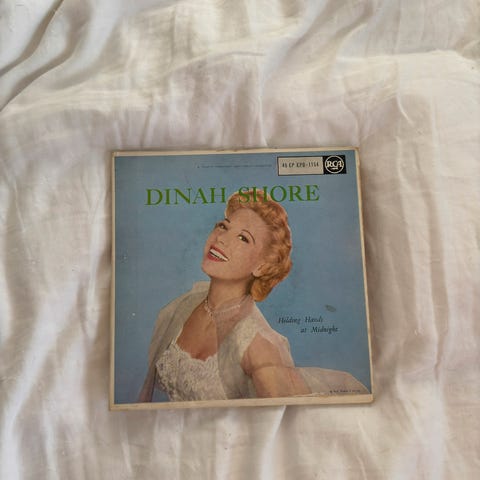 45 EP EPB-1154
RCA
DINAH SHORE
Holding Hands
at Midnight